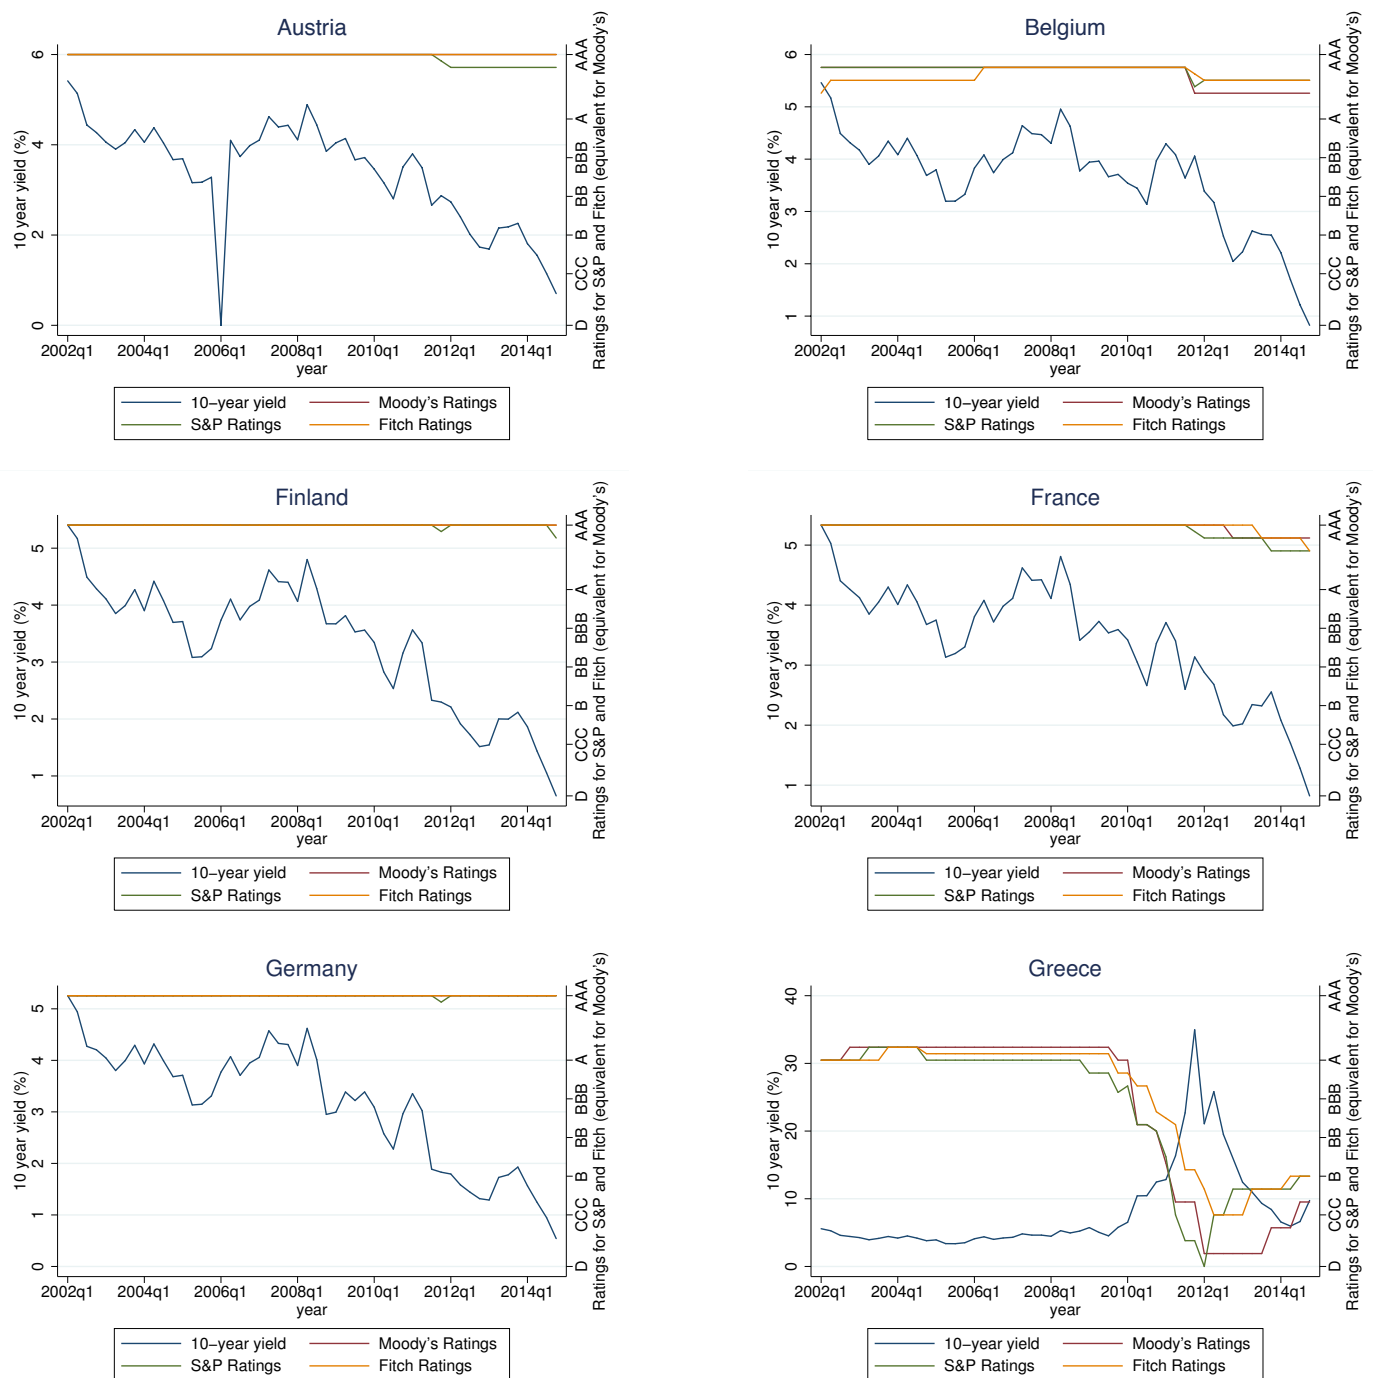 Austria
10 year yield (%)
0 2 4 6
D CCC B BB BBB A AAA
Ratings for S&P and Fitch (equivalent for Moody's)
2002q1 2004q1 2006q1 2008q1 2010q1 2012q1 2014q1
year
10−year yield Moody's Ratings
S&P Ratings Fitch Ratings
Belgium
10 year yield (%)
1 2 3 4 5 6
D CCC B BB BBB A AAA
Ratings for S&P and Fitch (equivalent for Moody's)
2002q1 2004q1 2006q1 2008q1 2010q1 2012q1 2014q1
year
10−year yield Moody's Ratings
S&P Ratings Fitch Ratings
Finland
10 year yield (%)
1 2 3 4 5
D CCC B BB BBB A AAA
Ratings for S&P and Fitch (equivalent for Moody's)
2002q1 2004q1 2006q1 2008q1 2010q1 2012q1 2014q1
year
10−year yield Moody's Ratings
S&P Ratings Fitch Ratings
France
10 year yield (%)
1 2 3 4 5
D CCC B BB BBB A AAA
Ratings for S&P and Fitch (equivalent for Moody's)
2002q1 2004q1 2006q1 2008q1 2010q1 2012q1 2014q1
year
10−year yield Moody's Ratings
S&P Ratings Fitch Ratings
Germany
10 year yield (%)
0 1 2 3 4 5
D CCC B BB BBB A AAA
Ratings for S&P and Fitch (equivalent for Moody's)
2002q1 2004q1 2006q1 2008q1 2010q1 2012q1 2014q1
year
10−year yield Moody's Ratings
S&P Ratings Fitch Ratings
Greece
10 year yield (%)
0 10 20 30 40
D CCC B BB BBB A AAA
Ratings for S&P and Fitch (equivalent for Moody's)
2002q1 2004q1 2006q1 2008q1 2010q1 2012q1 2014q1
year
10−year yield Moody's Ratings
S&P Ratings Fitch Ratings